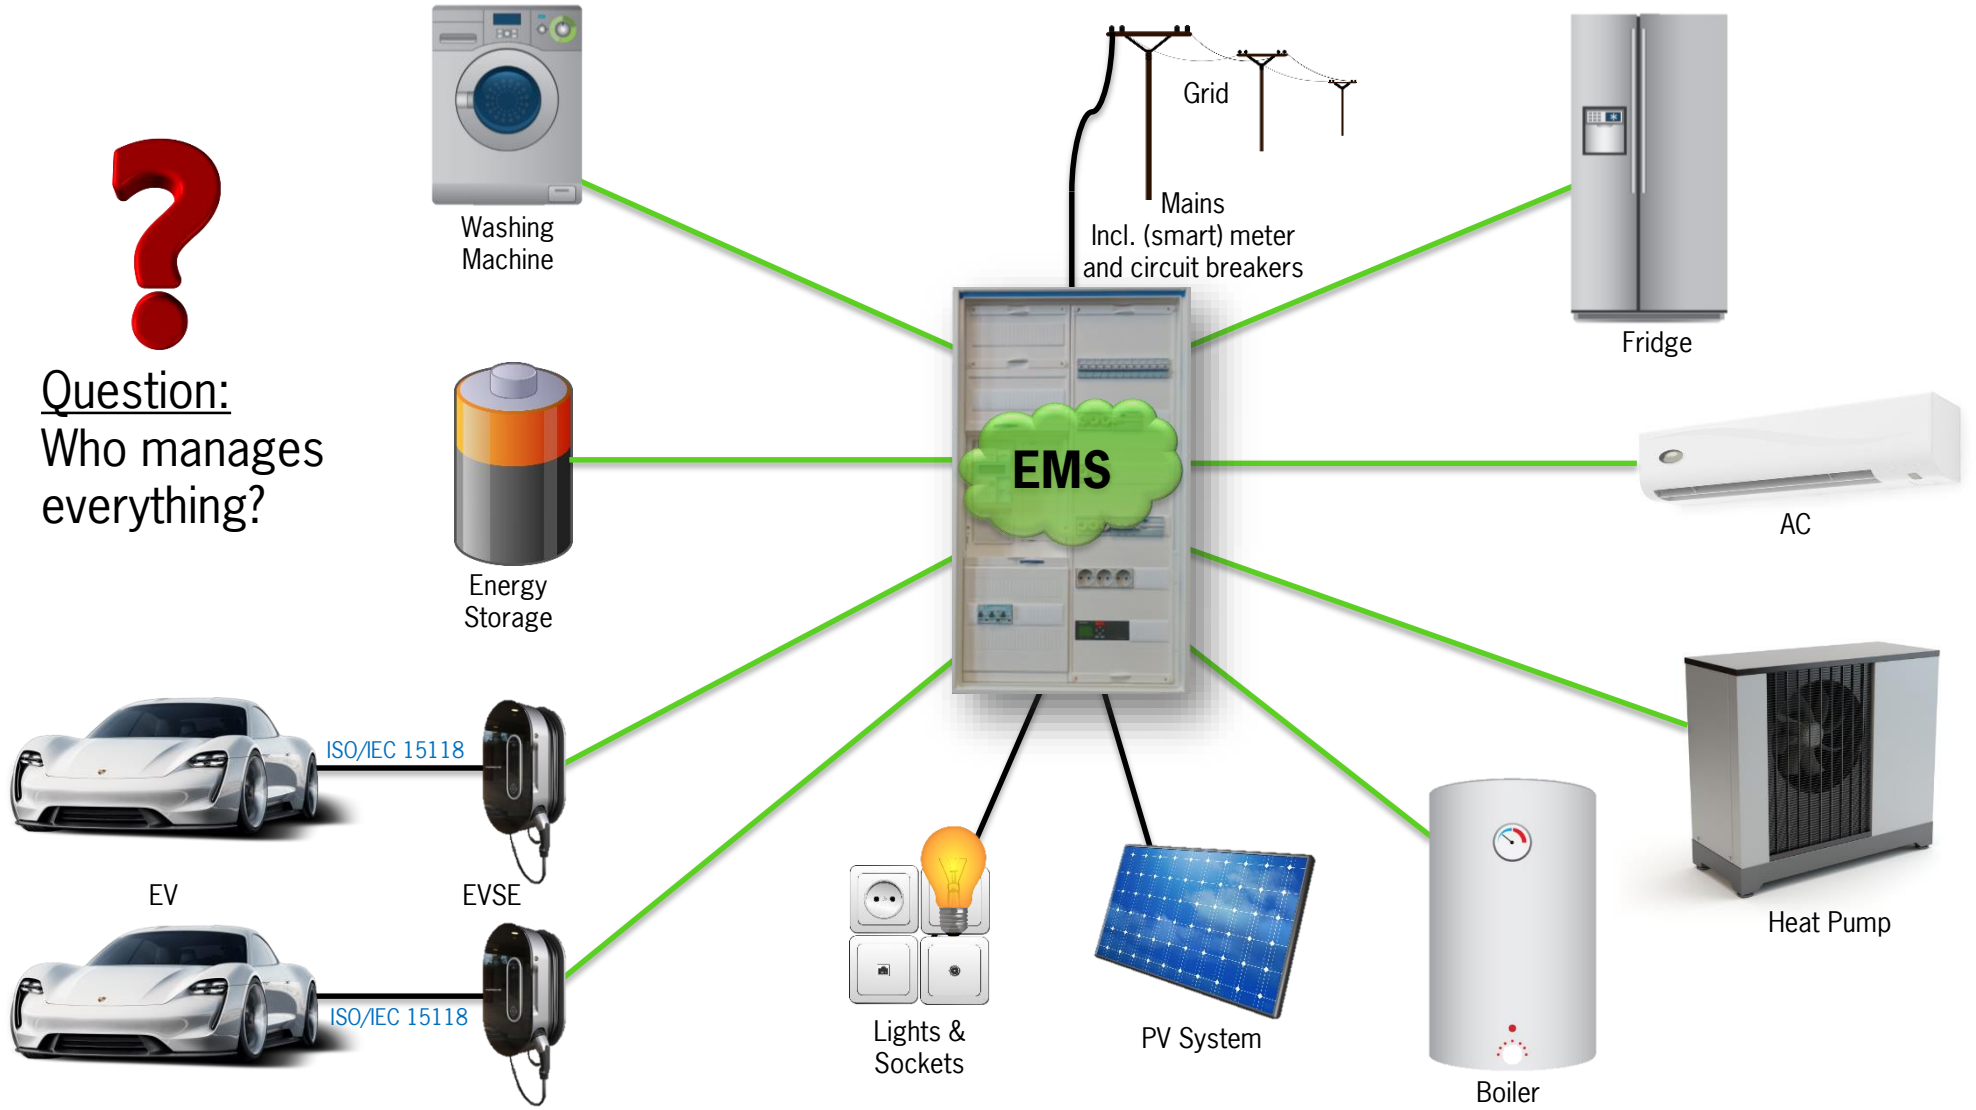 Question:
Who manages
everything?
Washing
Machine
Grid
Mains
Incl. (smart) meter
and circuit breakers
Fridge
EMS
AC
Energy
Storage
ISO/IEC 15118
EV
EVSE
ISO/IEC 15118
Lights &
Sockets
PV System
Boiler
Heat Pump